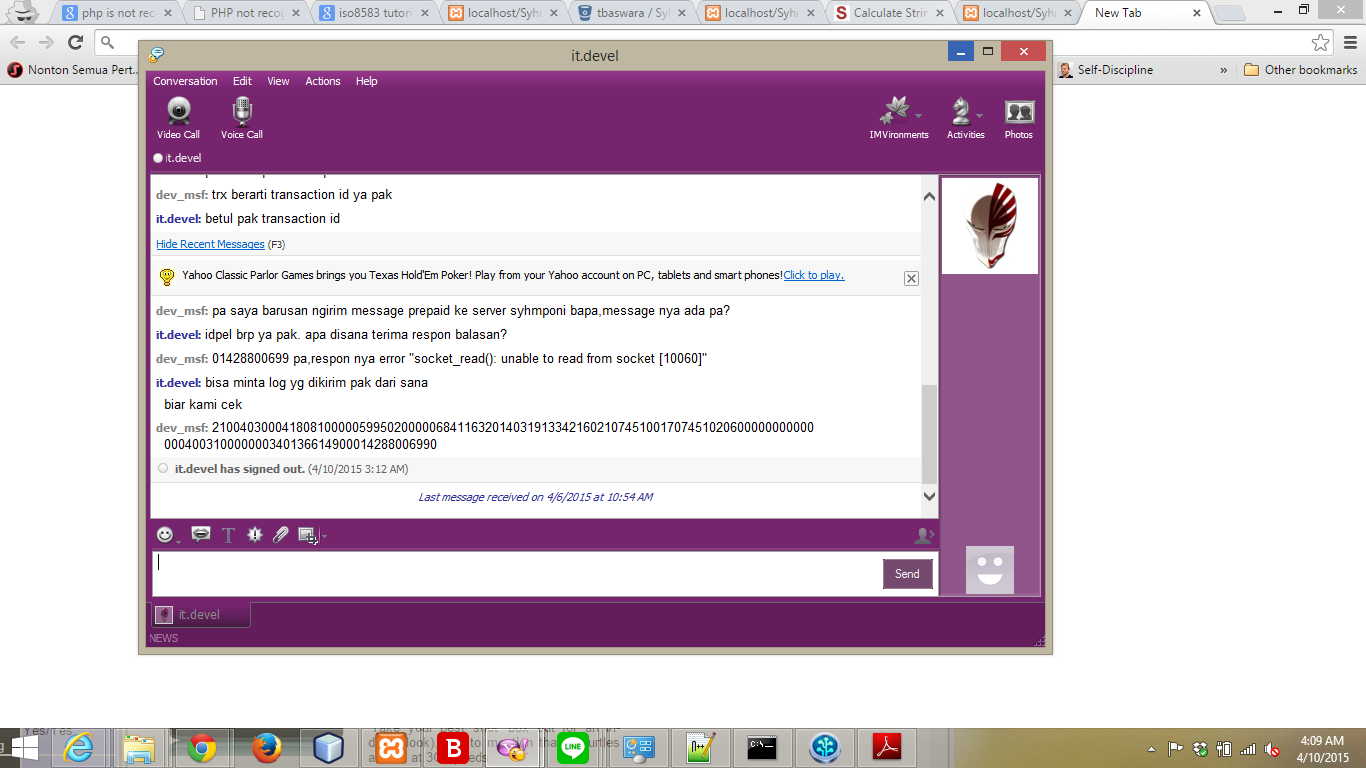 php is not rec
PHP not recog
iso8583 tutori
localhost/Syhr
tbaswara / Syl
localhost/Syhr
Calculate Strin
localhost/Syhr
New Tab
Nonton Semua Pert..
Self-Discipline
»
Other bookmarks
it.devel
Conversation Edit View Actions Help
Video Call
Voice Call
IMVironments
Activities
Photos
it.devel
dev_msf: trx berarti transaction id ya pak
it.devel: betul pak transaction id
Hide Recent Messages (F3)
Yahoo Classic Parlor Games brings you Texas Hold'Em Poker! Play from your Yahoo account on PC, tablets and smart phones!Click to play.
dev_msf: pa saya barusan ngirim message prepaid ke server syhmponi bapa,message nya ada pa?
it.devel: idpel brp ya pak. apa disana terima respon balasan?
dev_msf: 01428800699 pa,respon nya error "socket_read(): unable to read from socket [10060]"
it.devel: bisa minta log yg dikirim pak dari sana
biar kami cek
dev_msf: 2100403000418081000005995020000068411632014031913342160210745100170745102060000000000
000400310000000340136614900014288006990
it.devel has signed out. (4/10/2015 3:12 AM)
Last message received on 4/6/2015 at 10:54 AM
Send
it.devel
NEWS
Yes/Yes
4:09 AM
4/10/2015